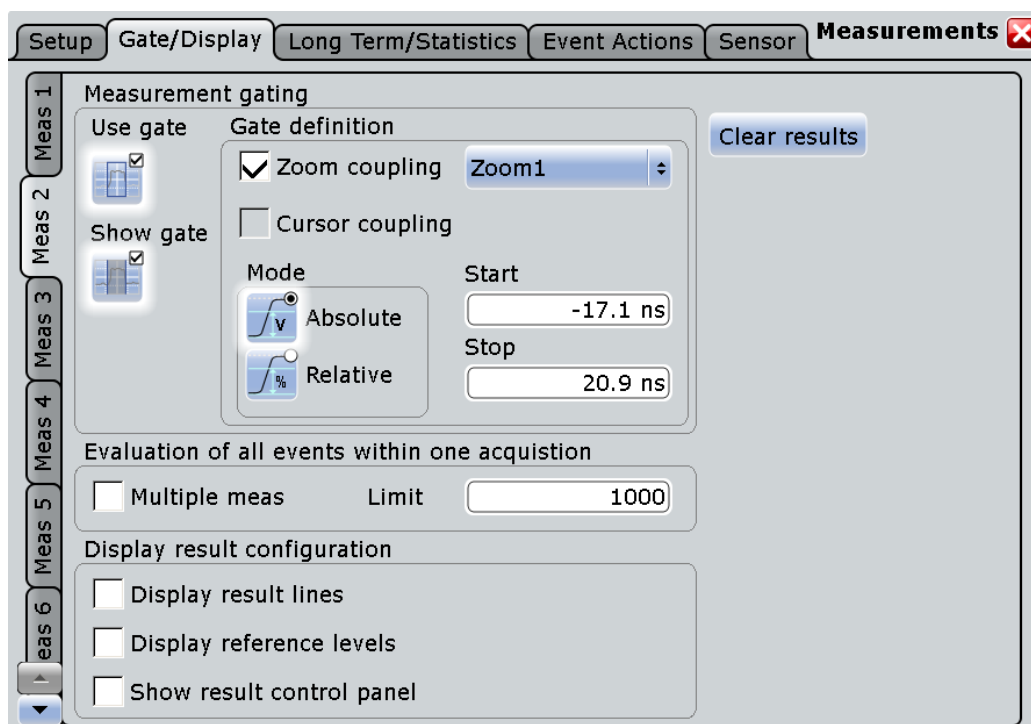 Setup
Gate/Display
Long Term/Statistics
Event Actions
Sensor
Measurements
Meas 1
Meas 2
Meas 3
Meas 4
Meas 5
eas 6
Measurement gating
Use gate
Show gate
Gate definition
Zoom coupling
Zoom1
Cursor coupling
Mode
V
Absolute
%
Relative
Start
-17.1 ns
Stop
20.9 ns
Clear results
Evaluation of all events within one acquistion
Multiple meas
Limit
1000
Display result configuration
Display result lines
Display reference levels
Show result control panel